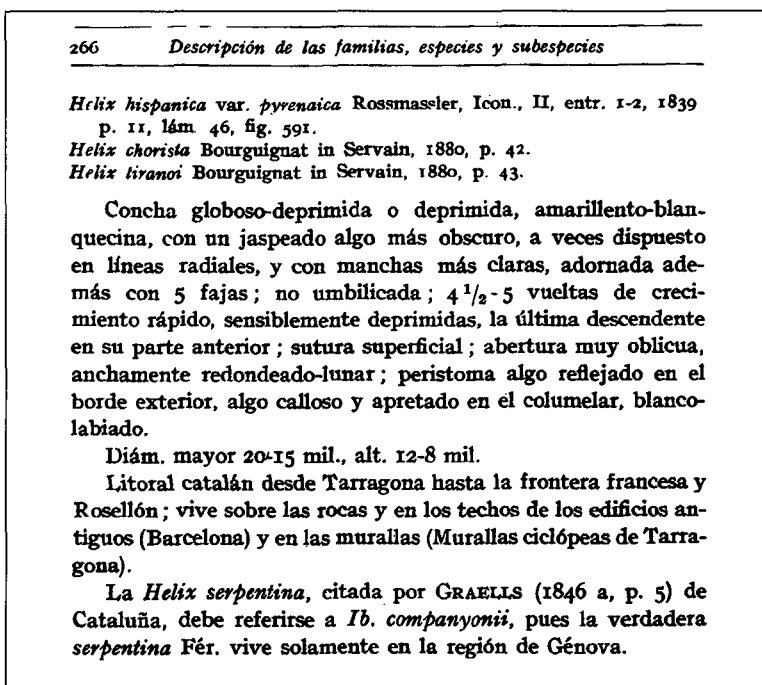 266 Descripción de las familias, especies y subespecies
Helix hispanica var. pyrenaica Rossmassler, Icon., II, entr. 1-2, 1839
p. 11, lám. 46, fig. 591.
Helix chorista Bourguignat in Servain, 1880, p. 42.
Helix tiranoi Bourguignat in Servain, 1880, p. 43.
Concha globoso-deprimida o deprimida, amarillento-blan-
quecina, con un jaspeado algo más obscuro, a veces dispuesto
en líneas radiales, y con manchas más claras, adornada ade-
más con 5 fajas; no umbilicada; 4 1/2-5 vueltas de creci-
miento rápido, sensiblemente deprimidas, la última descendente
en su parte anterior; sutura superficial; abertura muy oblicua,
anchamente redondeado-lunar; peristoma algo reflejado en el
borde exterior, algo calloso y apretado en el columelar, blanco-
labiado.
Diám. mayor 20-15 mil., alt. 12-8 mil.
Litoral catalán desde Tarragona hasta la frontera francesa y
Rosellón; vive sobre las rocas y en los techos de los edificios an-
tiguos (Barcelona) y en las murallas (Murallas ciclópeas de Tarra-
gona).
La Helix serpentina, citada por GRAELLS (1846 a, p. 5) de
Cataluña, debe referirse a Ib. companyonii, pues la verdadera
serpentina Fér. vive solamente en la región de Génova.